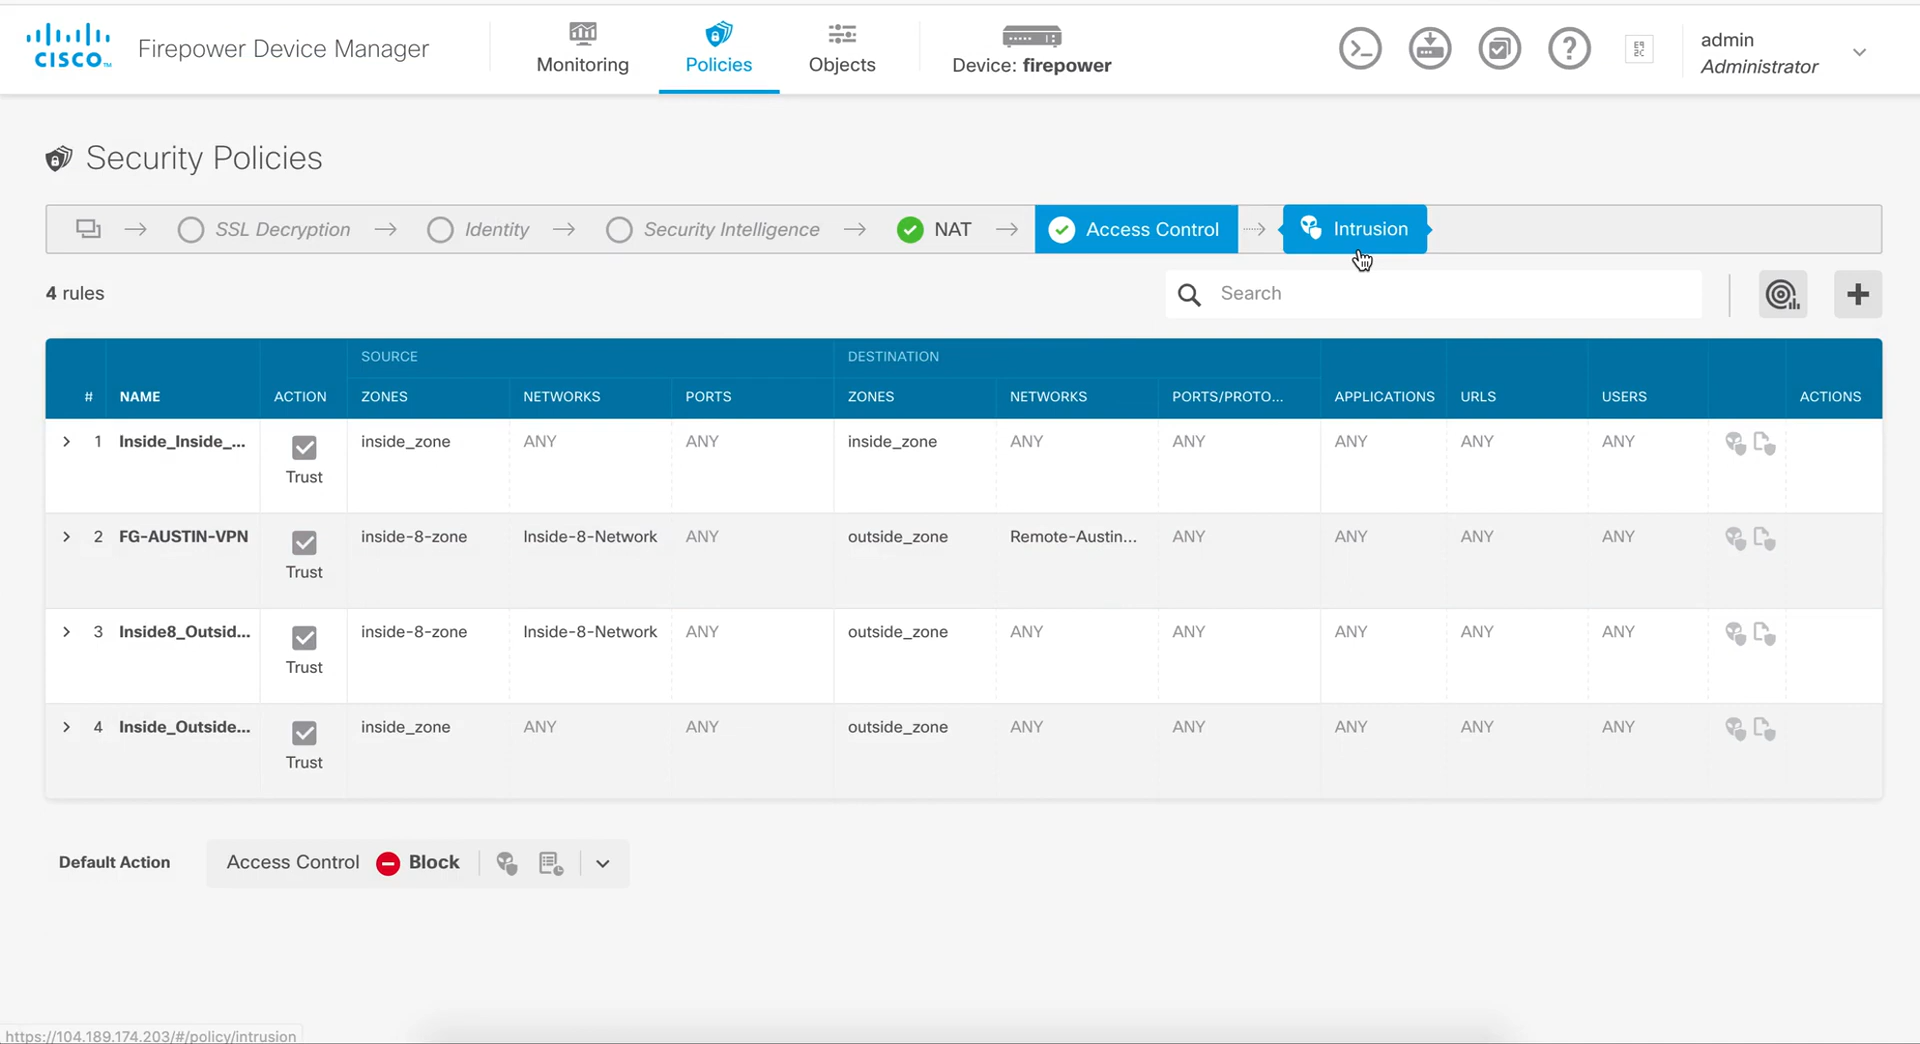 CISCO
Firepower Device Manager
Monitoring
Policies
Objects
Device: firepower
admin
Administrator
Security Policies
SSL Decryption
Identity
Security Intelligence
NAT
Access Control
Intrusion
4 rules
Search
SOURCE
DESTINATION
# NAME ACTION ZONES NETWORKS PORTS ZONES NETWORKS PORTS/PROTO... APPLICATIONS URLS USERS ACTIONS
1 Inside_Inside_... Trust inside_zone ANY ANY inside_zone ANY ANY ANY ANY ANY
2 FG-AUSTIN-VPN Trust inside-8-zone Inside-8-Network ANY outside_zone Remote-Austin... ANY ANY ANY ANY
3 Inside8_Outsid... Trust inside-8-zone Inside-8-Network ANY outside_zone ANY ANY ANY ANY ANY
4 Inside_Outside... Trust inside_zone ANY ANY outside_zone ANY ANY ANY ANY ANY
Default Action Access Control Block
https://104.189.174.203/#/policy/intrusion